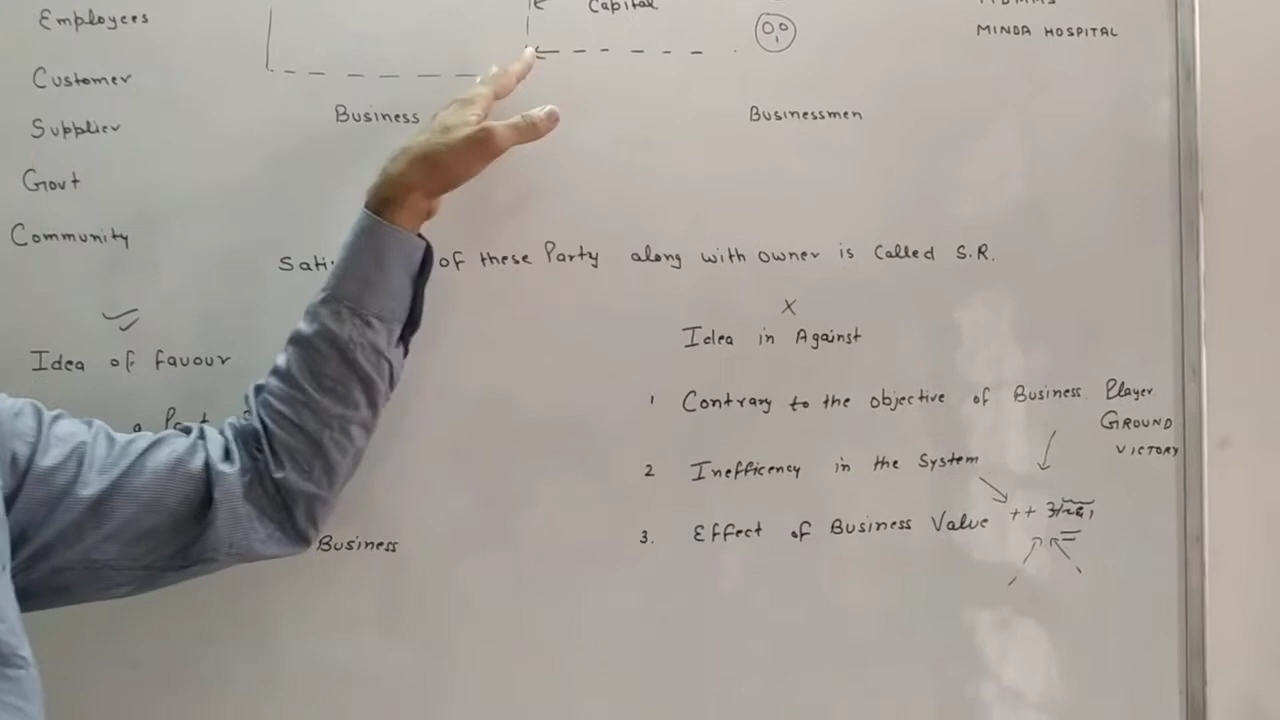 Employees
Capital
MINDA HOSPITAL
Customer
Business
Businessmen
Supplier
Govt
Community
of these Party along with owner is Called S.R.
X
Idea in Against
Idea of favour
1 Contrary to the objective of Business Player
GROUND
VICTORY
2 Inefficency in the System
3. Effect of Business Value ++
Business